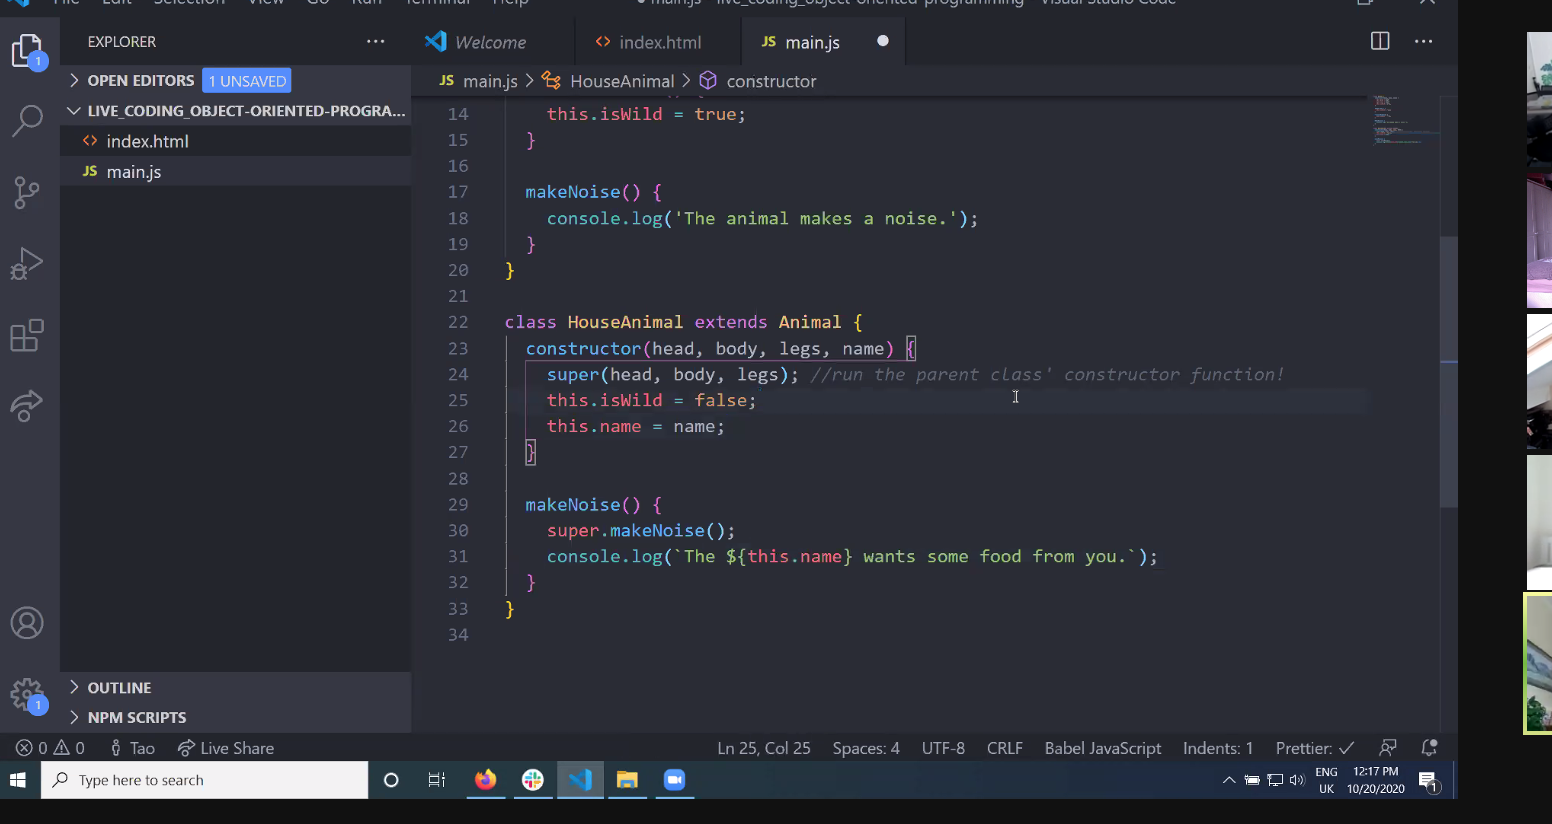 File Edit Selection View Go Run Terminal Help ● main.js - live_coding_object-oriented-programming - Visual Studio Code
EXPLORER
Welcome
index.html
JS main.js
OPEN EDITORS 1 UNSAVED
JS main.js > HouseAnimal > constructor
LIVE_CODING_OBJECT-ORIENTED-PROGRA...
index.html
JS main.js
14 this.isWild = true;
15 }
16
17 makeNoise() {
18 console.log('The animal makes a noise.');
19 }
20 }
21
22 class HouseAnimal extends Animal {
23 constructor(head, body, legs, name) {
24 super(head, body, legs); //run the parent class' constructor function!
25 this.isWild = false;
26 this.name = name;
27 }
28
29 makeNoise() {
30 super.makeNoise();
31 console.log(`The ${this.name} wants some food from you.`);
32 }
33 }
34
OUTLINE
NPM SCRIPTS
1
1
0 0 Tao Live Share Ln 25, Col 25 Spaces: 4 UTF-8 CRLF Babel JavaScript Indents: 1 Prettier: ✓
Type here to search
ENG
UK
12:17 PM
10/20/2020
1